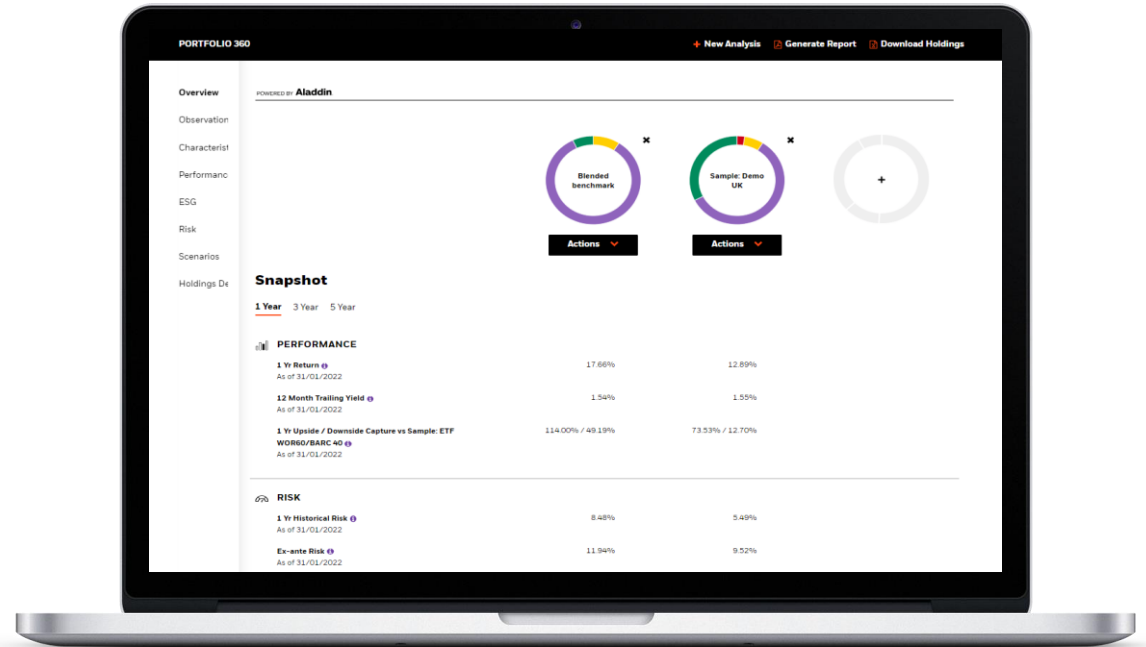 PORTFOLIO 360
New Analysis
Generate Report
Download Holdings
Overview
Observation
Characterist
Performanc
ESG
Risk
Scenarios
Holdings De
POWERED BY Aladdin
Blended
benchmark
Actions
Sample: Demo
UK
Actions
+
Snapshot
1 Year 3 Year 5 Year
PERFORMANCE
1 Yr Return 17.66% 12.89%
As of 31/01/2022
12 Month Trailing Yield 1.54% 1.55%
As of 31/01/2022
1 Yr Upside / Downside Capture vs Sample: ETF 114.00% / 49.19% 73.53% / 12.70%
WOR60/BARC 40
As of 31/01/2022
RISK
1 Yr Historical Risk 8.48% 5.49%
As of 31/01/2022
Ex-ante Risk 11.94% 9.52%
As of 31/01/2022